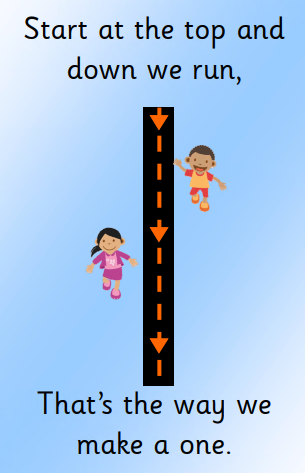 Start at the top and
down we run,
That's the way we
make a one.